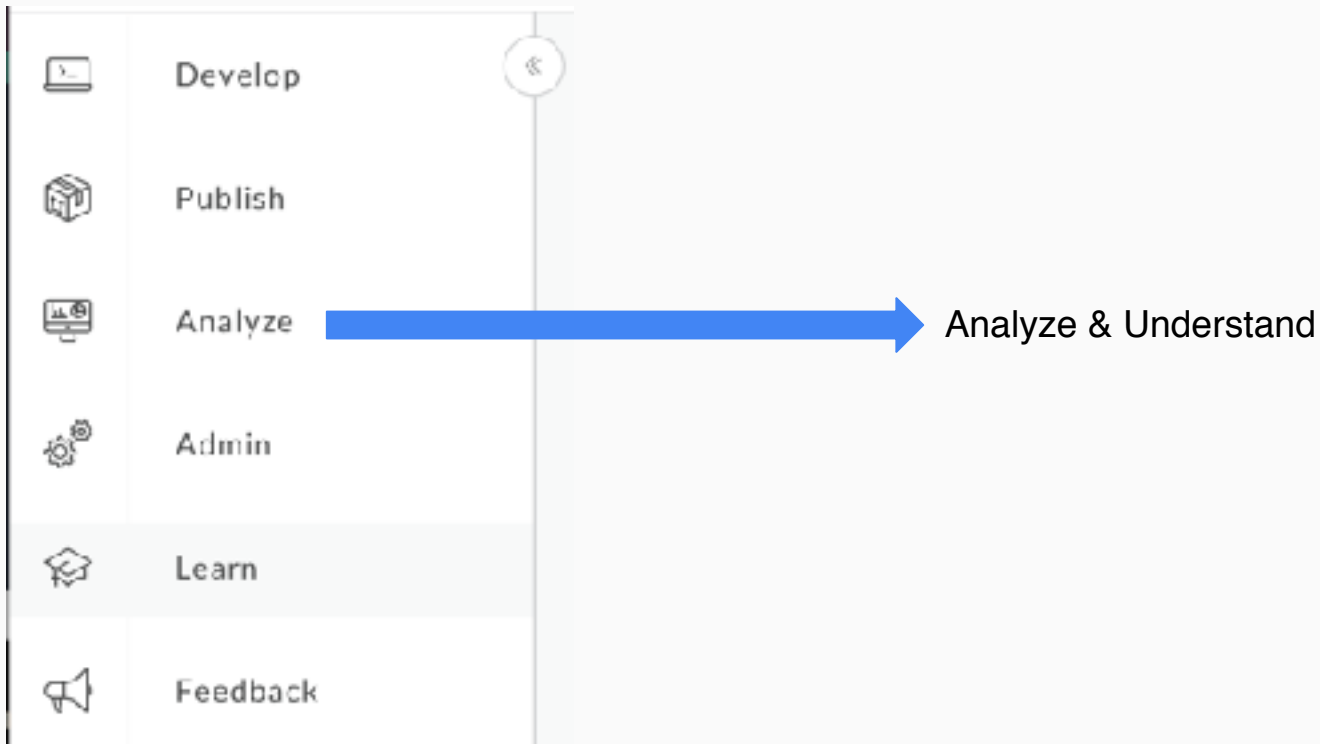 Develop
Publish
Analyze
Analyze & Understand
Admin
Learn
Feedback